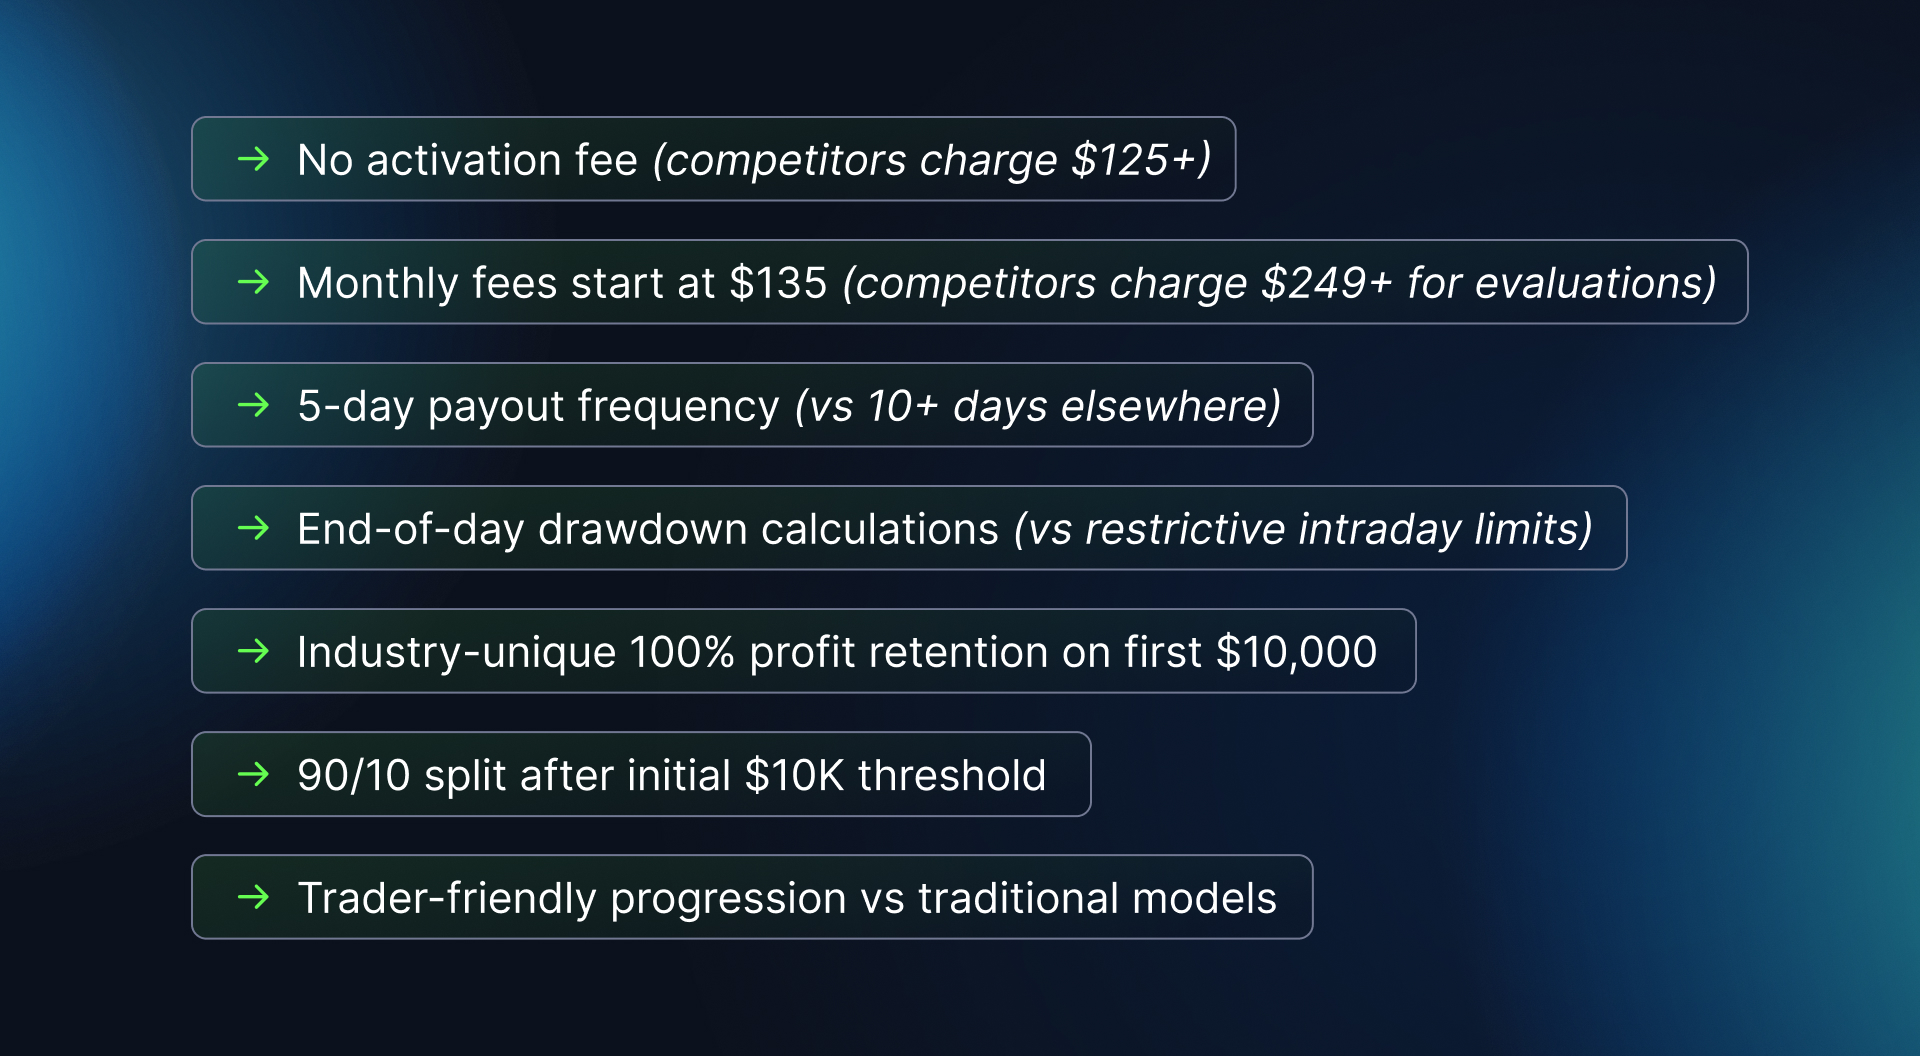 → No activation fee (competitors charge $125+)
→ Monthly fees start at $135 (competitors charge $249+ for evaluations)
→ 5-day payout frequency (vs 10+ days elsewhere)
→ End-of-day drawdown calculations (vs restrictive intraday limits)
→ Industry-unique 100% profit retention on first $10,000
→ 90/10 split after initial $10K threshold
→ Trader-friendly progression vs traditional models